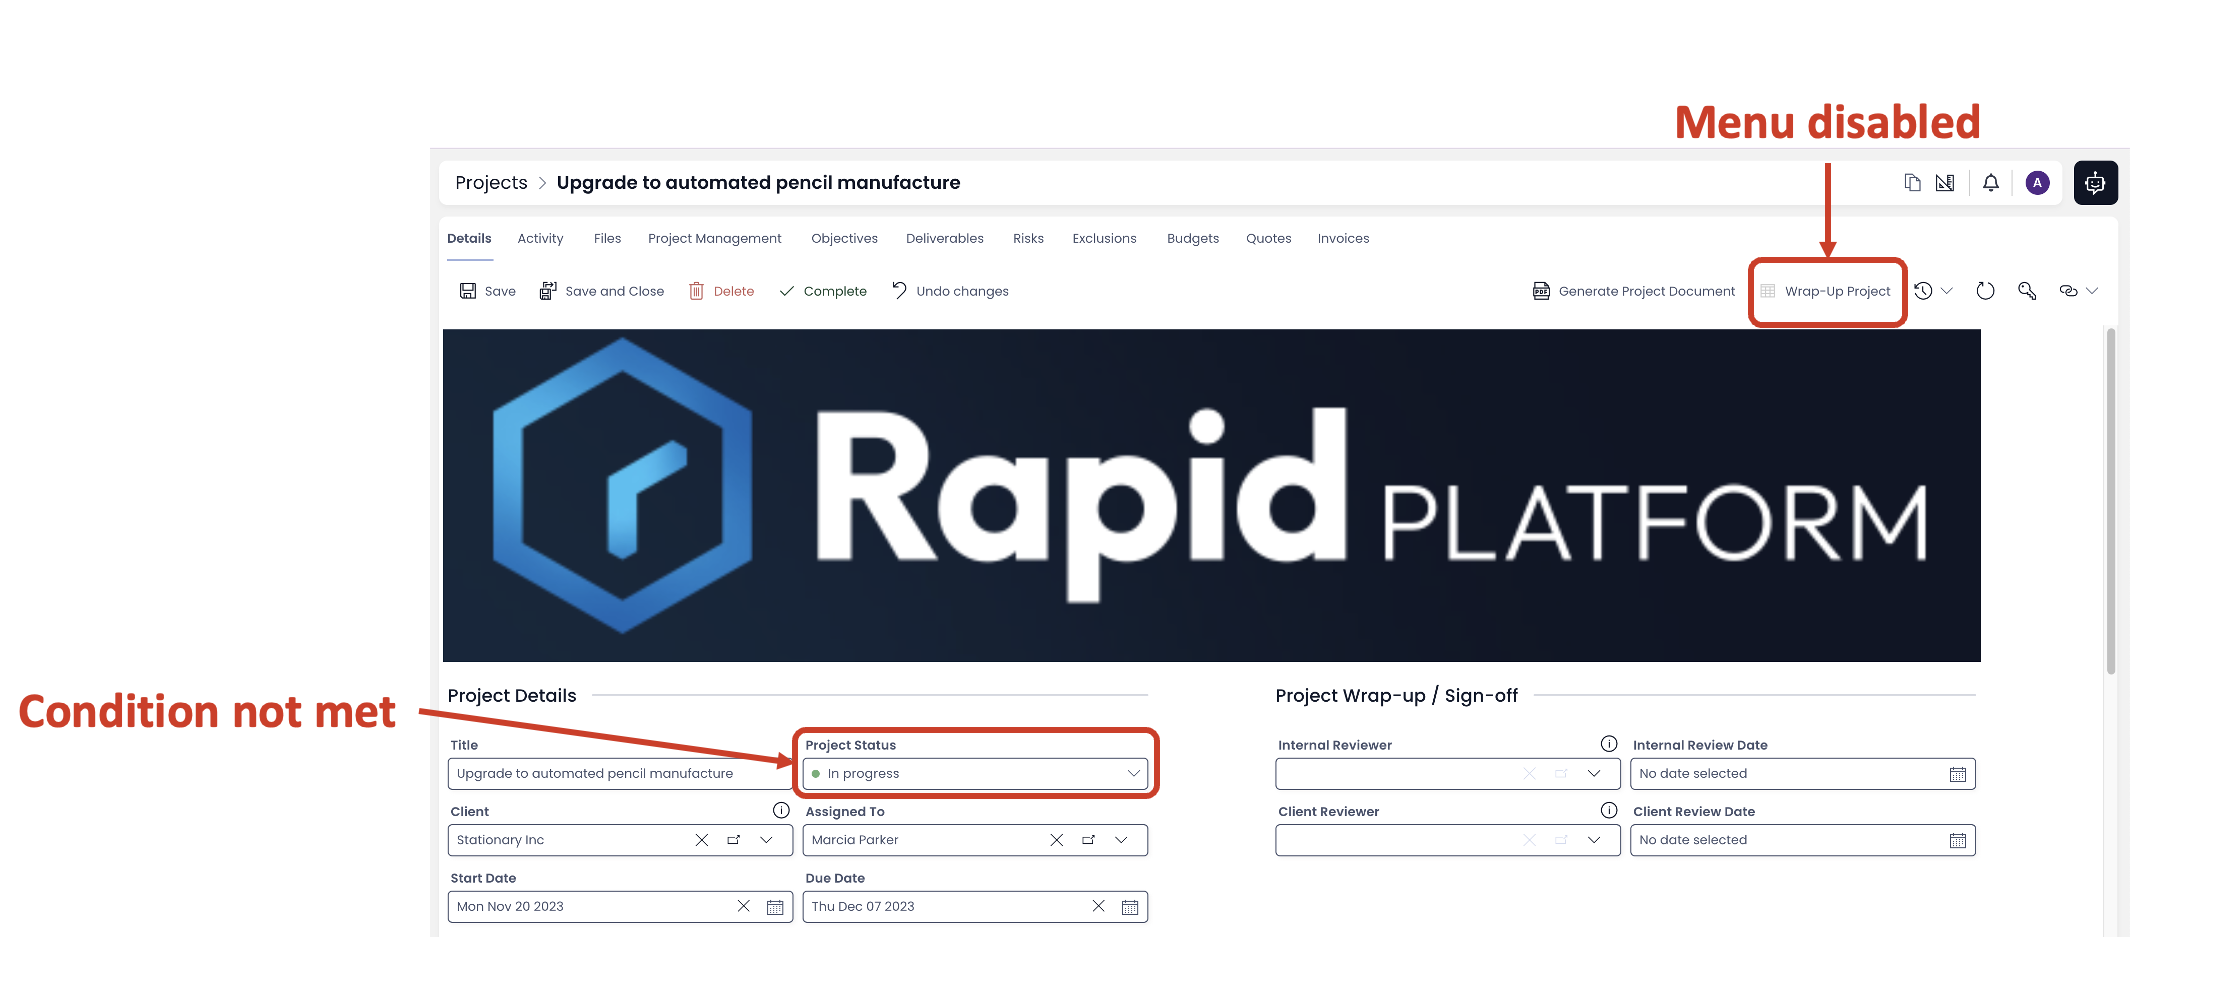 Menu disabled
Projects > Upgrade to automated pencil manufacture
A
Details Activity Files Project Management Objectives Deliverables Risks Exclusions Budgets Quotes Invoices
Save Save and Close Delete Complete Undo changes PDF Generate Project Document Wrap-Up Project
Rapid PLATFORM
Condition not met
Project Details Project Wrap-up / Sign-off
Title Project Status Internal Reviewer Internal Review Date
Upgrade to automated pencil manufacture In progress No date selected
Client Assigned To Client Reviewer Client Review Date
Stationary Inc Marcia Parker No date selected
Start Date Due Date
Mon Nov 20 2023 Thu Dec 07 2023